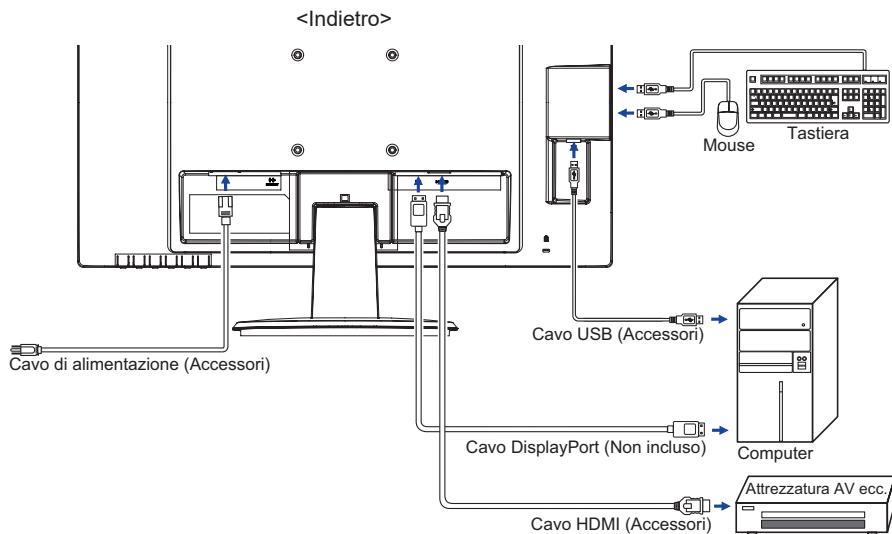 <Indietro>
Mouse
Tastiera
Cavo USB (Accessori)
Cavo di alimentazione (Accessori)
Cavo DisplayPort (Non incluso)
Computer
Attrezzatura AV ecc.
Cavo HDMI (Accessori)